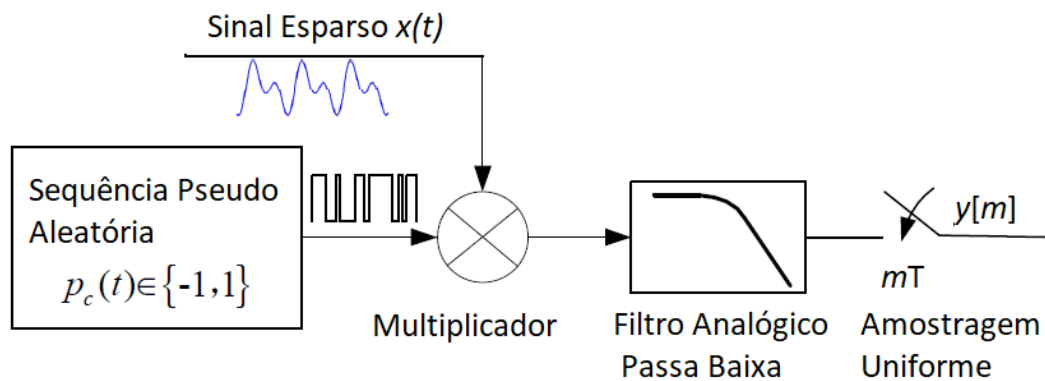 Sinal Esparso x(t)
Sequência Pseudo
Aleatória
p_c(t)∈{-1,1}
Multiplicador
Filtro Analógico
Passa Baixa
y[m]
mT
Amostragem
Uniforme